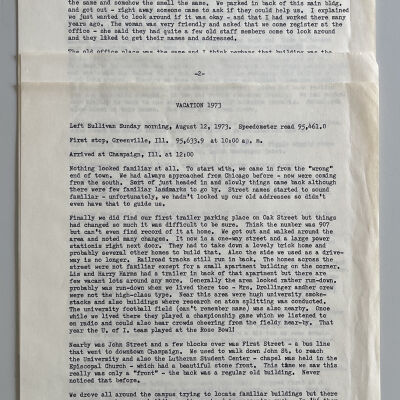 the same and somehow the smell the same. We parked in back of this main bldg.
and got out - right away someone came to ask if they could help us. I explained
we just wanted to look around if it was okay - and that I had worked there many
years ago. The woman was very friendly and asked that we come register at the
office - she said they had quite a few old staff members come to look around
and they liked to get their names and addressed.
The old office place was the same and I think perhaps that building was the
-2-
VACATION 1973
Left Sullivan Sunday morning, August 12, 1973. Speedometer read 95,461.0
First stop, Greenville, Ill. 95,633.9 at 10:00 a. m.
Arrived at Champaign, Ill. at 12:00
Nothing looked familiar at all. To start with, we came in from the "wrong"
end of town. We had always approached from Chicago before - now were coming
from the south. Sort of just headed in and slowly things came back although
there were few familiar landmarks to go by. Street names started to sound
familiar - unfortunately, we hadn't looked up our old addresses so didn't
even have that to guide us.
Finally we did find our first trailer parking place on Oak Street but things
had changed so much it was difficult to be sure. Think the number was 907
but can't even find record of it at home. We got out and walked around the
area and noted many changes. It now is a one-way street and a large power
stationis right next door. They had to take down a lovely brick home and
probably several other homes to build that. Also the side we used as a drive-
way is no longer. Railroad tracks still run in back. The homes across the
street were not familiar except for a small apartment building on the corner.
Lis and Harry Harms had a trailer in back of that apartment but there are
few vacant lots around any more. Generally the area looked rather run-down,
probably was run-down when we lived there too - Mrs. Drollinger and her crew
were not the high-class type. Near this area were hugh university smoke-
stacks and also buildings where research on atom splitting was conducted.
The university football field (can't remember name) was also nearby. Once
while we lived there they played a championship game which we listened to
on radio and could also hear crowds cheering from the field; near-by. That
year the U. of I. team played at the Rose Bowl!
Nearby was John Street and a few blocks over was First Street - a bus line
that went to downtown Champaign. We used to walk down John St. to reach
the University and also the Lutheran Student Center - chapel was held in the
Episcopal Church - which had a beautiful stone front. This time we saw this
really was only a "front" - the back was a regular old building. Never
noticed that before.
We drove all around the campus trying to locate familiar buildings but there